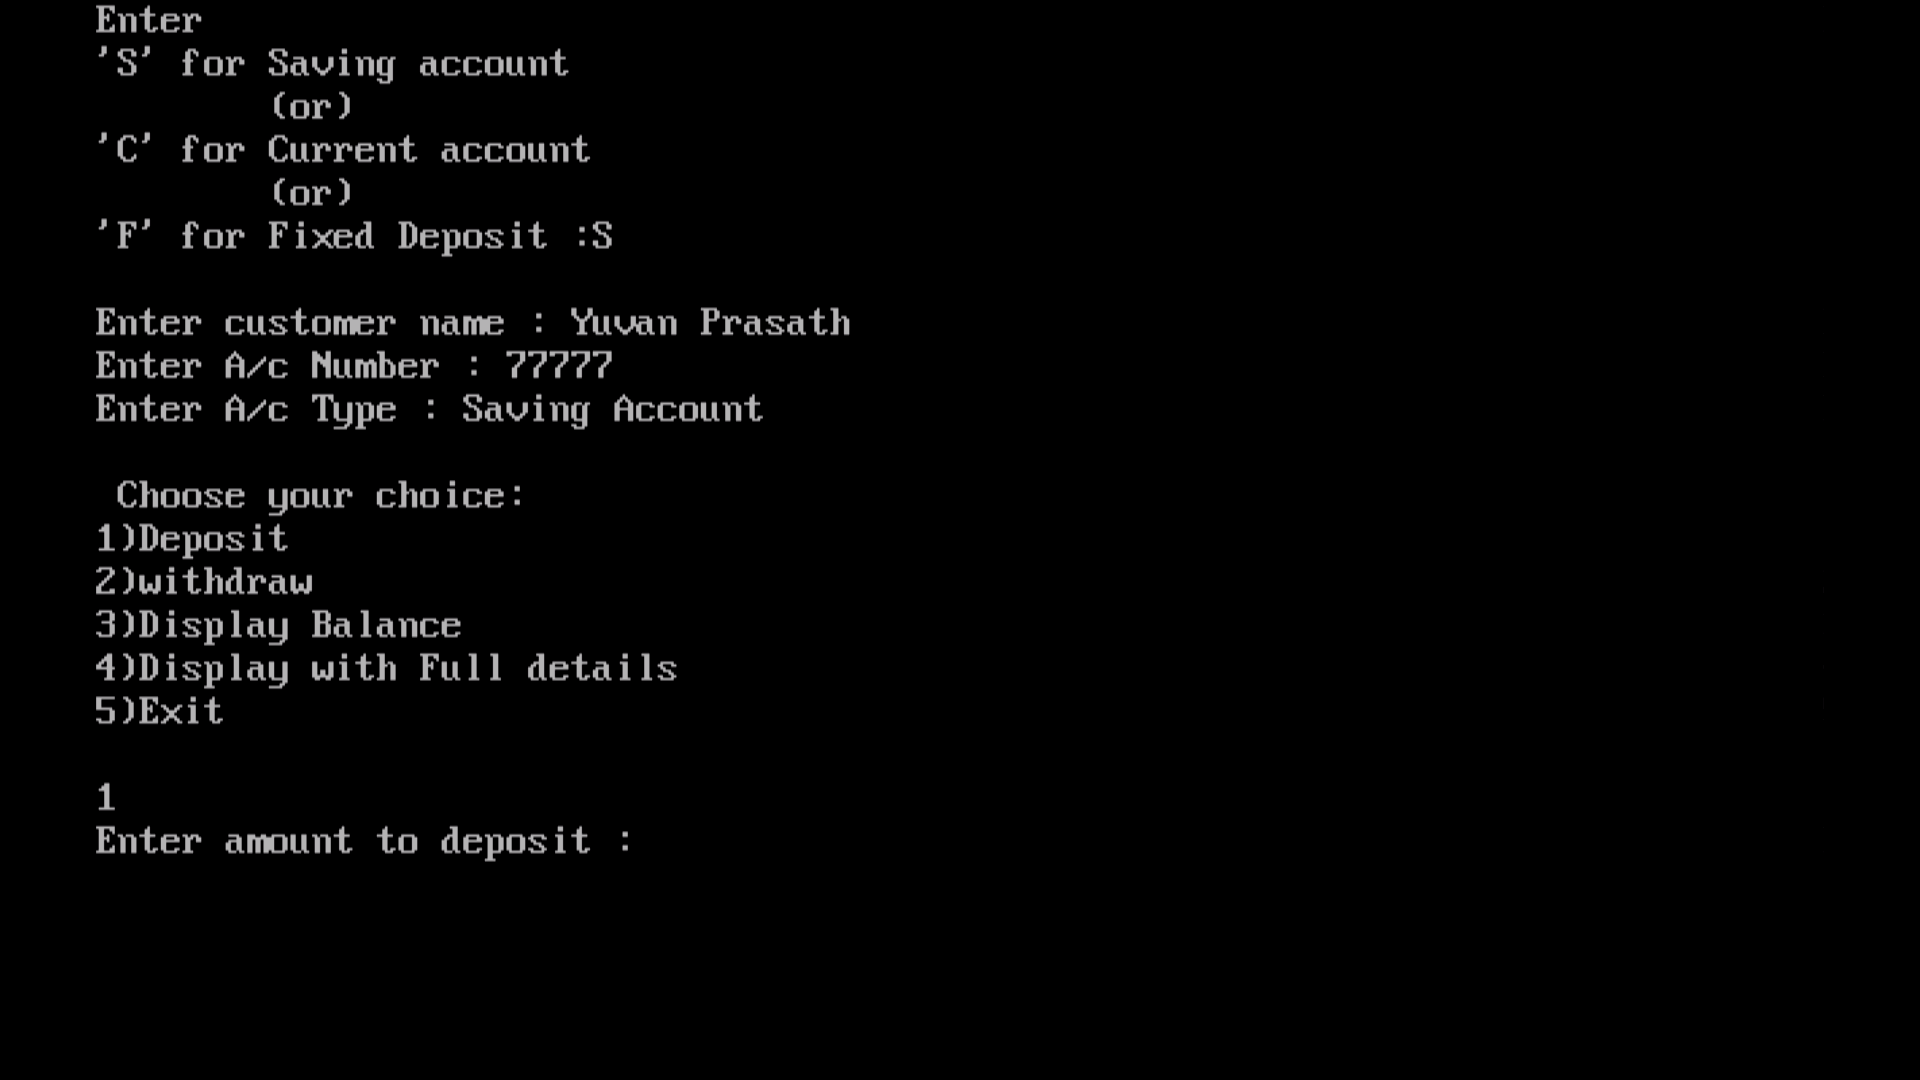 Enter
'S' for Saving account
(or)
'C' for Current account
(or)
'F' for Fixed Deposit :S
Enter customer name : Yuvan Prasath
Enter A/c Number : 77777
Enter A/c Type : Saving Account
Choose your choice:
1)Deposit
2)withdraw
3)Display Balance
4)Display with Full details
5)Exit
1
Enter amount to deposit :